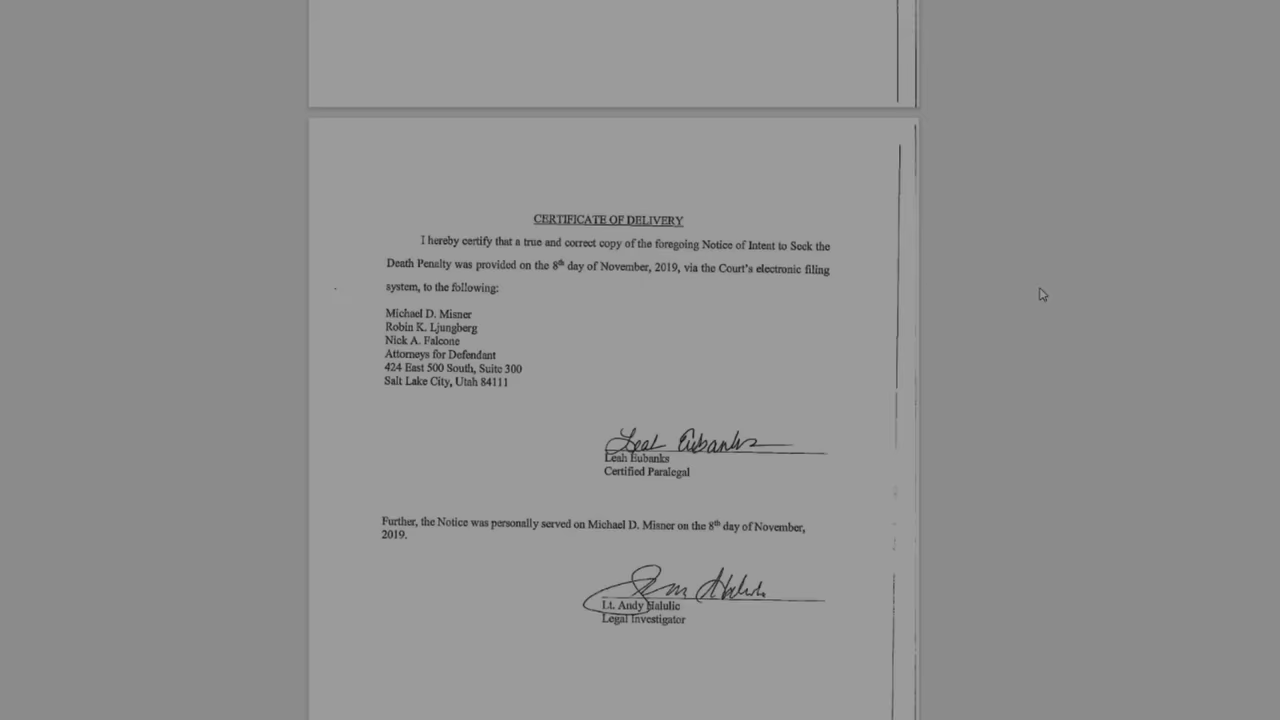 CERTIFICATE OF DELIVERY
I hereby certify that a true and correct copy of the foregoing Notice of Intent to Seek the
Death Penalty was provided on the 8th day of November, 2019, via the Court's electronic filing
system, to the following:
Michael D. Misner
Robin K. Ljungberg
Nick A. Falcone
Attorneys for Defendant
424 East 500 South, Suite 300
Salt Lake City, Utah 84111
Leah Eubanks
Leah Eubanks
Certified Paralegal
Further, the Notice was personally served on Michael D. Misner on the 8th day of November,
2019.
Lt. Andy Halulic
Legal Investigator